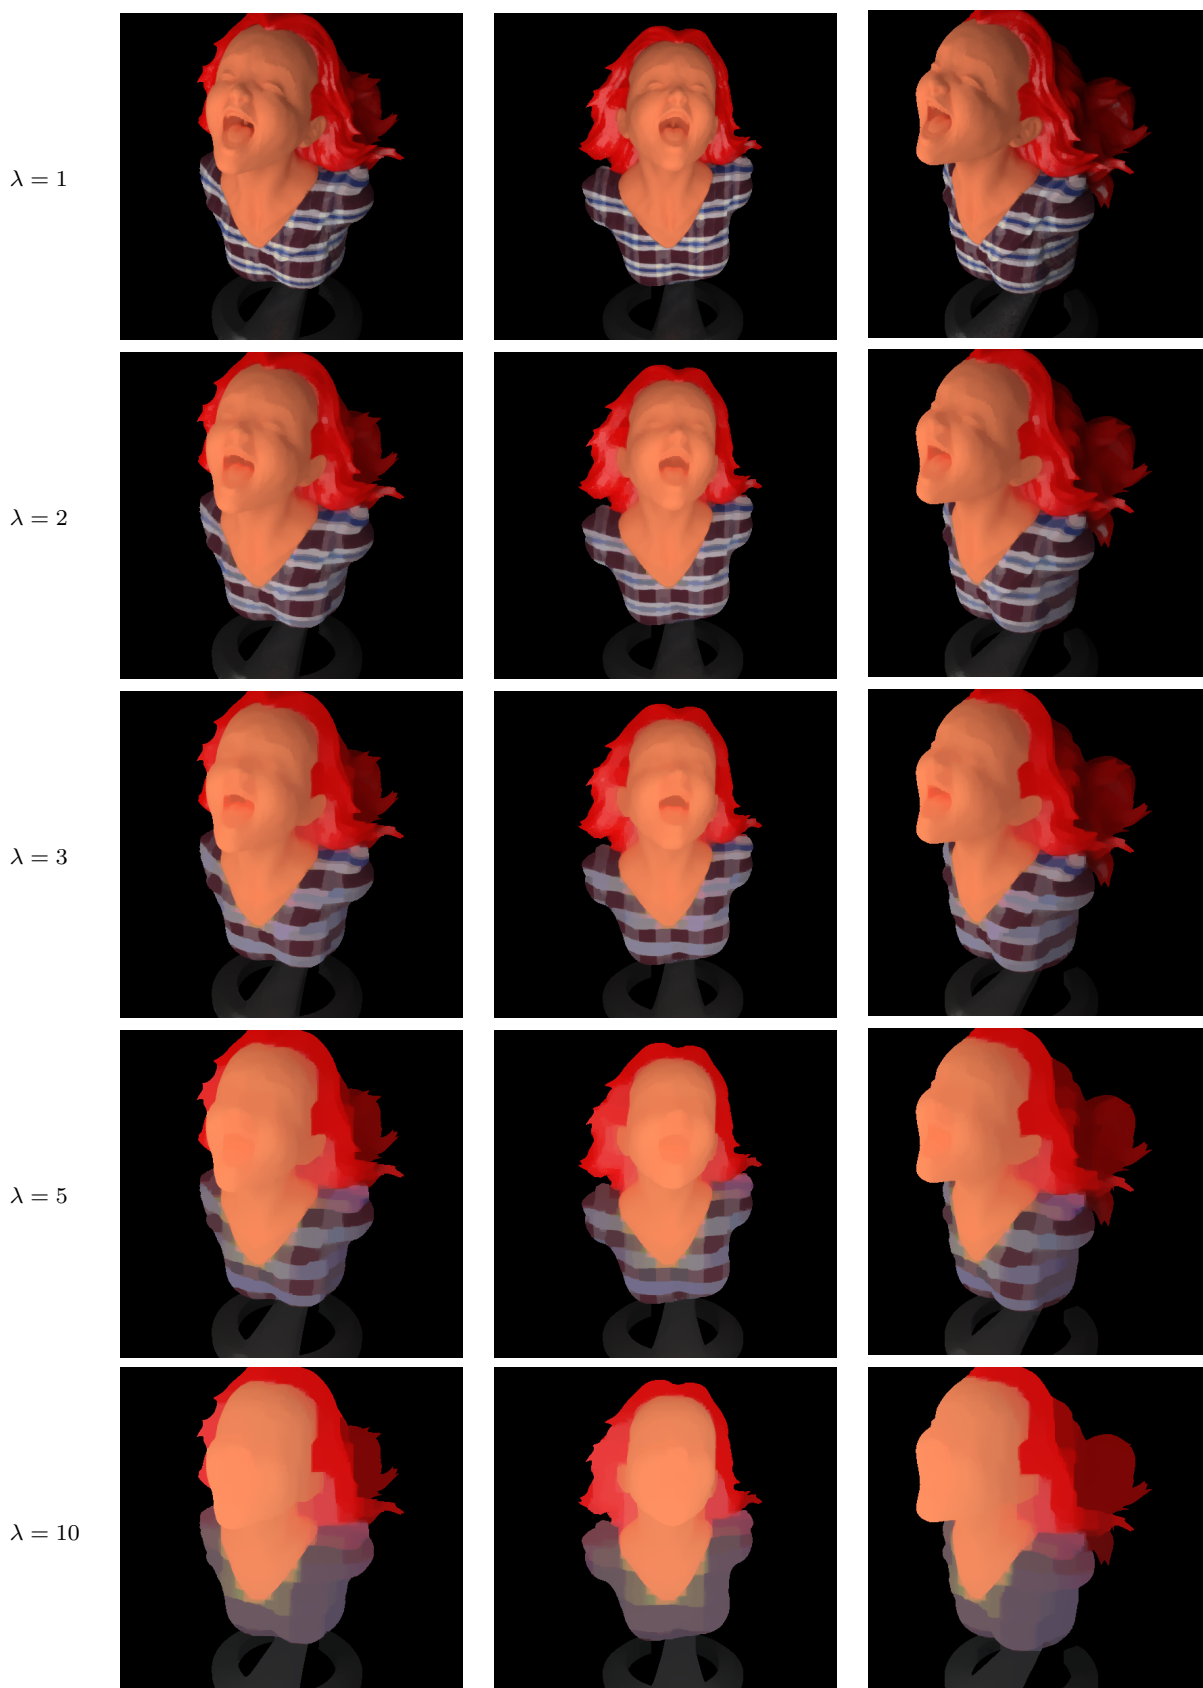 λ = 1
λ = 2
λ = 3
λ = 5
λ = 10